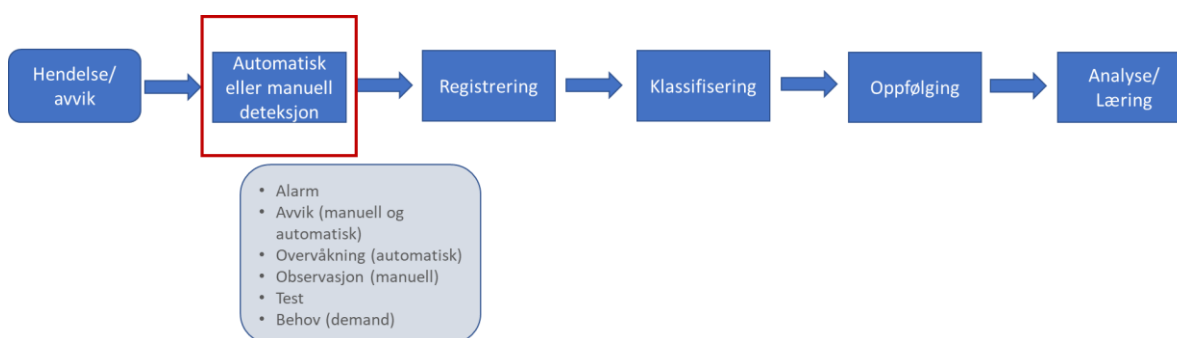 Hendelse/
avvik
Automatisk
eller manuell
deteksjon
Registrering
Klassifisering
Oppfølging
Analyse/
Læring
• Alarm
• Avvik (manuell og
automatisk)
• Overvåkning (automatisk)
• Observasjon (manuell)
• Test
• Behov (demand)